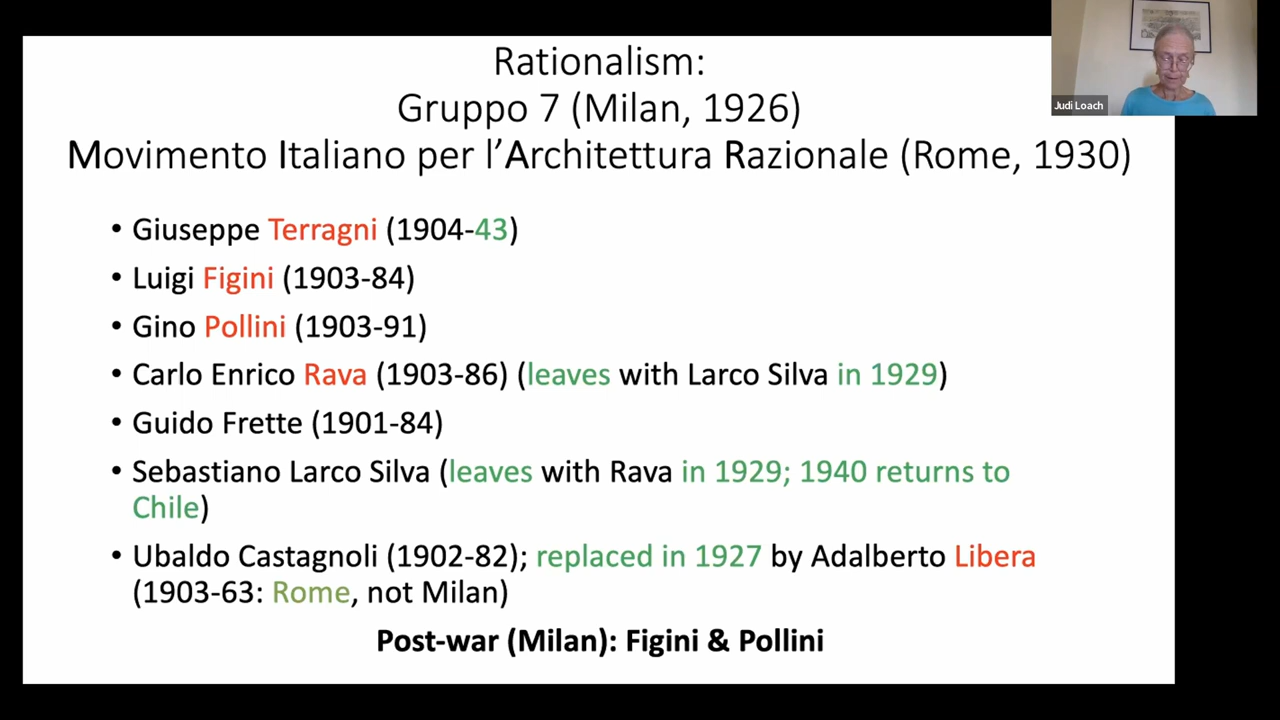 Rationalism:
Gruppo 7 (Milan, 1926)
Movimento Italiano per l’Architettura Razionale (Rome, 1930)
Judi Loach
• Giuseppe Terragni (1904-43)
• Luigi Figini (1903-84)
• Gino Pollini (1903-91)
• Carlo Enrico Rava (1903-86) (leaves with Larco Silva in 1929)
• Guido Frette (1901-84)
• Sebastiano Larco Silva (leaves with Rava in 1929; 1940 returns to
Chile)
• Ubaldo Castagnoli (1902-82); replaced in 1927 by Adalberto Libera
(1903-63: Rome, not Milan)
Post-war (Milan): Figini & Pollini